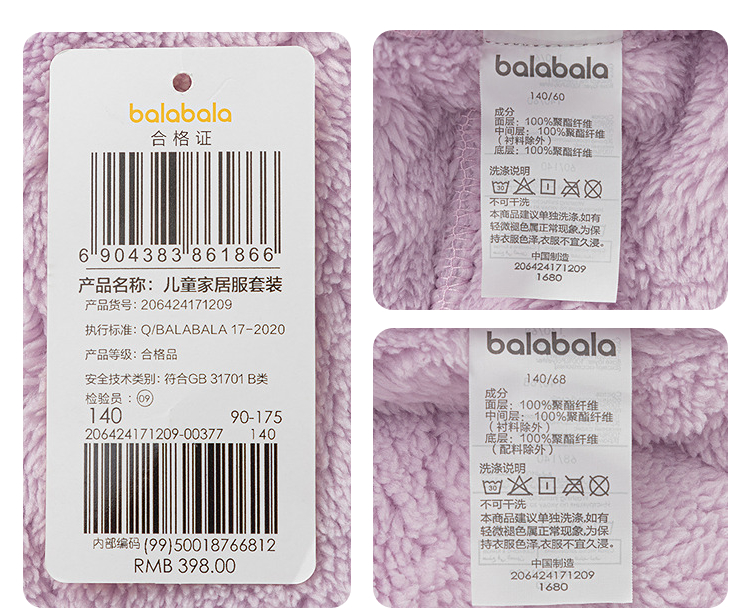 balabala
合格证
6 904383 861866
产品名称：儿童家居服套装
产品货号：206424171209
执行标准：Q/BALABALA 17-2020
产品等级：合格品
安全技术类别：符合GB 31701 B类
检验员：09
140 90-175
206424171209-00377 140
内部编码 (99)50018766812
RMB 398.00
balabala
140/60
成分
面层：100%聚酯纤维
中间层：100%聚酯纤维
（衬料除外）
底层：100%聚酯纤维
洗涤说明
30
不可干洗
本商品建议单独洗涤,如有
轻微褪色属正常现象,为保
持衣服色泽,衣服不宜久浸。
中国制造
206424171209
1680
balabala
140/68
成分
面层：100%聚酯纤维
中间层：100%聚酯纤维
（衬料除外）
底层：100%聚酯纤维
（配料除外）
洗涤说明
30
不可干洗
本商品建议单独洗涤,如有
轻微褪色属正常现象,为保
持衣服色泽,衣服不宜久浸。
中国制造
206424171209
1680